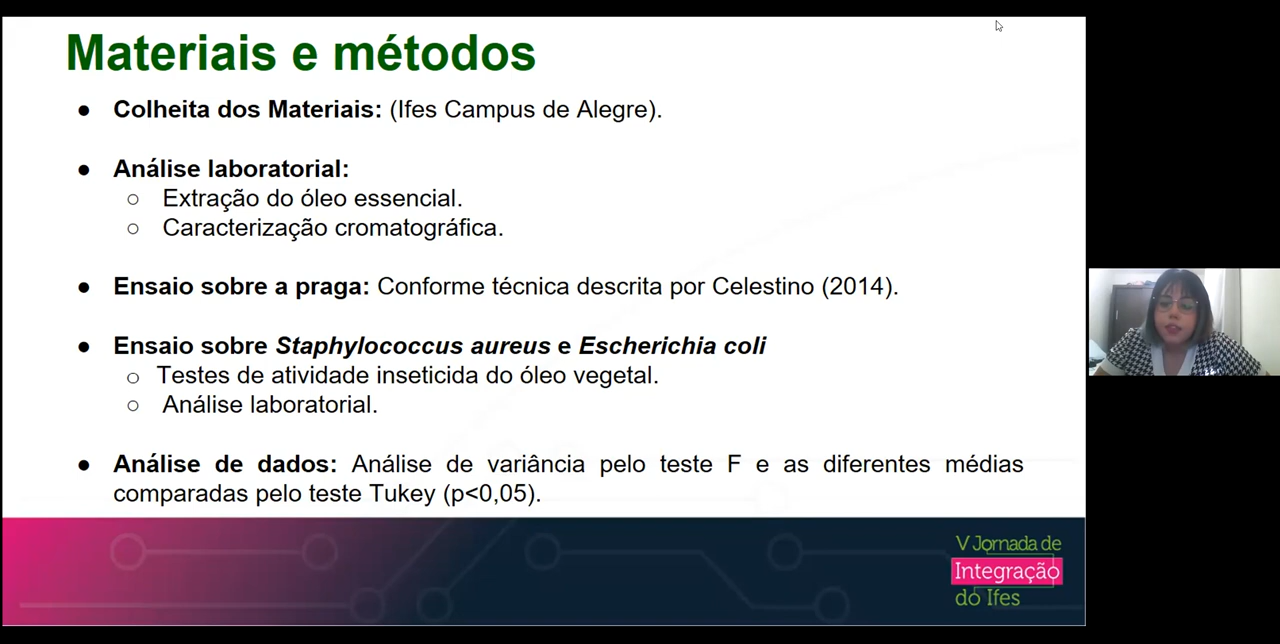 Materiais e métodos
● Colheita dos Materiais: (Ifes Campus de Alegre).
● Análise laboratorial:
○ Extração do óleo essencial.
○ Caracterização cromatográfica.
● Ensaio sobre a praga: Conforme técnica descrita por Celestino (2014).
● Ensaio sobre Staphylococcus aureus e Escherichia coli
○ Testes de atividade inseticida do óleo vegetal.
○ Análise laboratorial.
● Análise de dados: Análise de variância pelo teste F e as diferentes médias
comparadas pelo teste Tukey (p<0,05).
V Jornada de
Integração
do Ifes